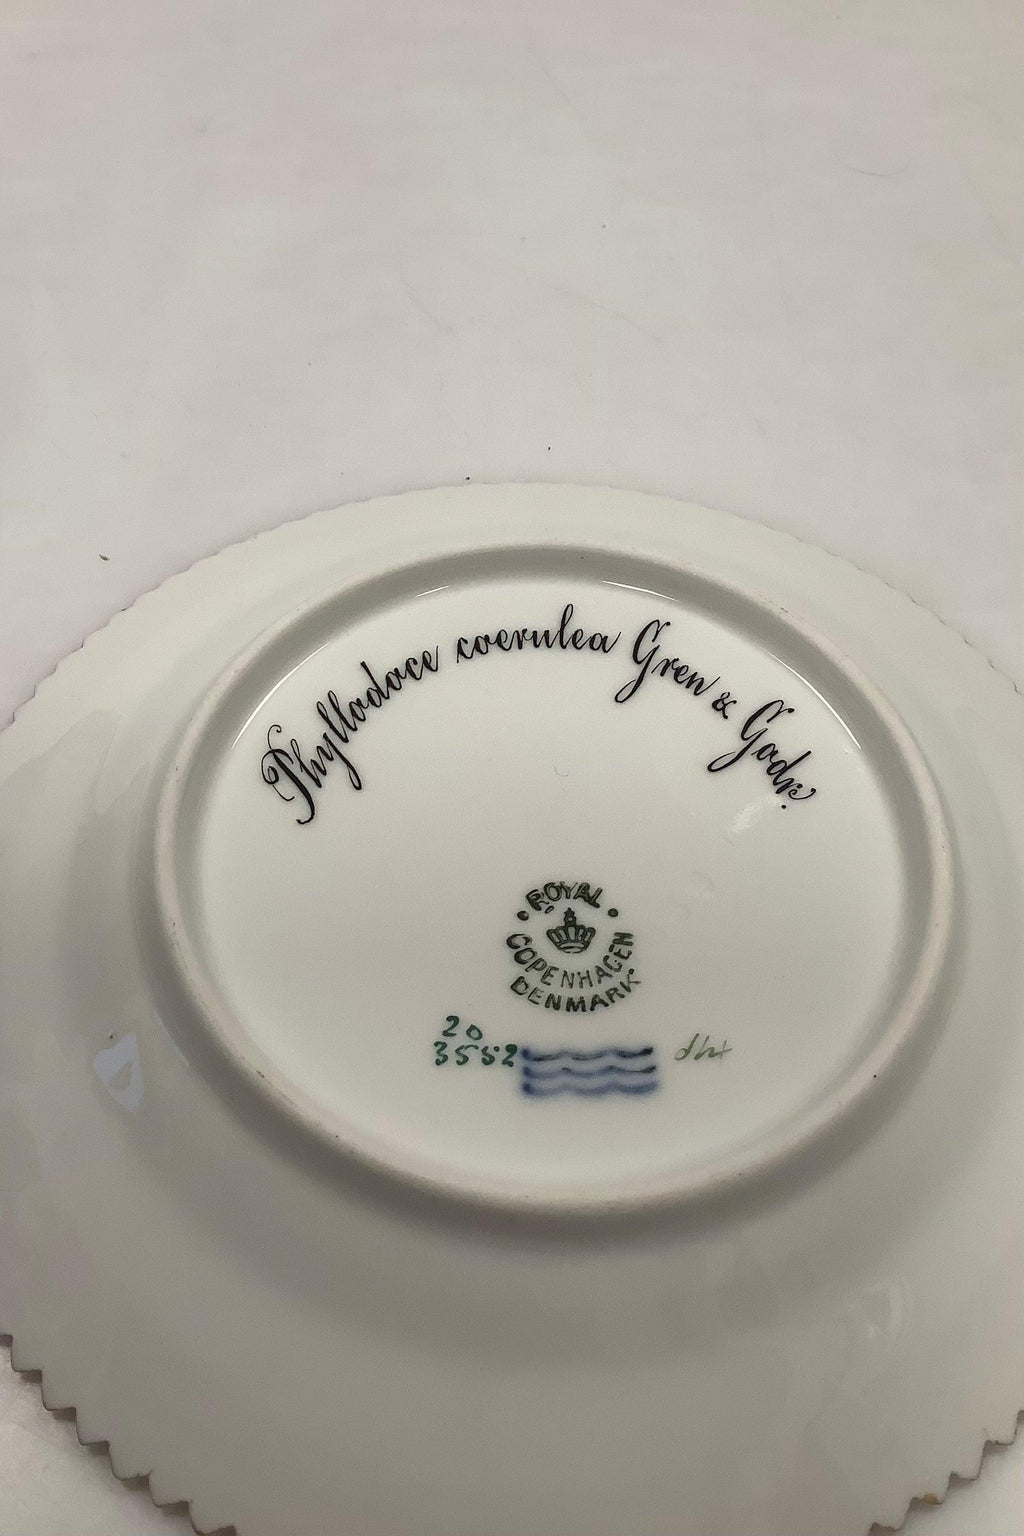 Phyllodoce coerulea Gren & Godr.
ROYAL
COPENHAGEN
DENMARK
20
3552